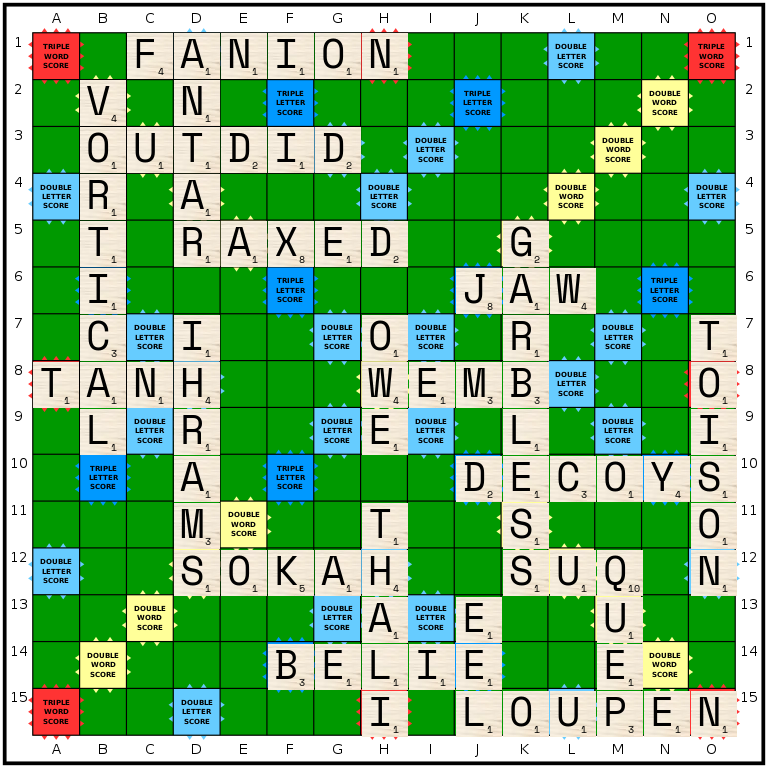 A B C D E F G H I J K L M N O
1 TRIPLE WORD SCORE F4 A1 N1 I1 O1 N1 DOUBLE LETTER SCORE TRIPLE WORD SCORE 1
2 V4 N1 TRIPLE LETTER SCORE TRIPLE LETTER SCORE DOUBLE WORD SCORE 2
3 O1 U1 T1 D2 I1 D2 DOUBLE LETTER SCORE DOUBLE WORD SCORE 3
4 DOUBLE LETTER SCORE R1 A1 DOUBLE LETTER SCORE DOUBLE WORD SCORE DOUBLE LETTER SCORE 4
5 T1 R1 A1 X8 E1 D2 G2 5
6 I1 TRIPLE LETTER SCORE J8 A1 W4 TRIPLE LETTER SCORE 6
7 C3 DOUBLE LETTER SCORE I1 DOUBLE LETTER SCORE O1 DOUBLE LETTER SCORE R1 DOUBLE LETTER SCORE T1 7
8 T1 A1 N1 H4 W4 E1 M3 B3 DOUBLE LETTER SCORE O1 8
9 L1 DOUBLE LETTER SCORE R1 DOUBLE LETTER SCORE E1 DOUBLE LETTER SCORE L1 DOUBLE LETTER SCORE I1 9
10 TRIPLE LETTER SCORE A1 TRIPLE LETTER SCORE D2 E1 C3 O1 Y4 S1 10
11 M3 DOUBLE WORD SCORE T1 S1 O1 11
12 DOUBLE LETTER SCORE S1 O1 K5 A1 H4 S1 U1 Q10 N1 12
13 DOUBLE WORD SCORE DOUBLE LETTER SCORE A1 DOUBLE LETTER SCORE E1 U1 13
14 DOUBLE WORD SCORE B3 E1 L1 I1 E1 E1 DOUBLE WORD SCORE 14
15 TRIPLE WORD SCORE DOUBLE LETTER SCORE I1 L1 O1 U1 P3 E1 N1 15
A B C D E F G H I J K L M N O